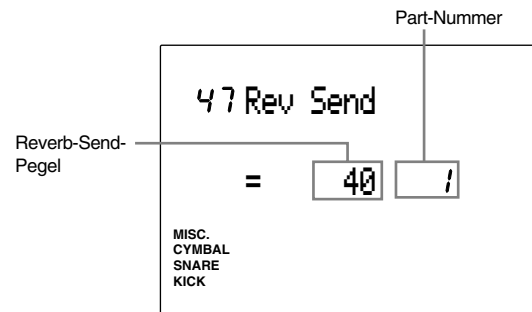 Part-Nummer
47 Rev Send
Reverb-Send-
Pegel
= 40 1
MISC.
CYMBAL
SNARE
KICK